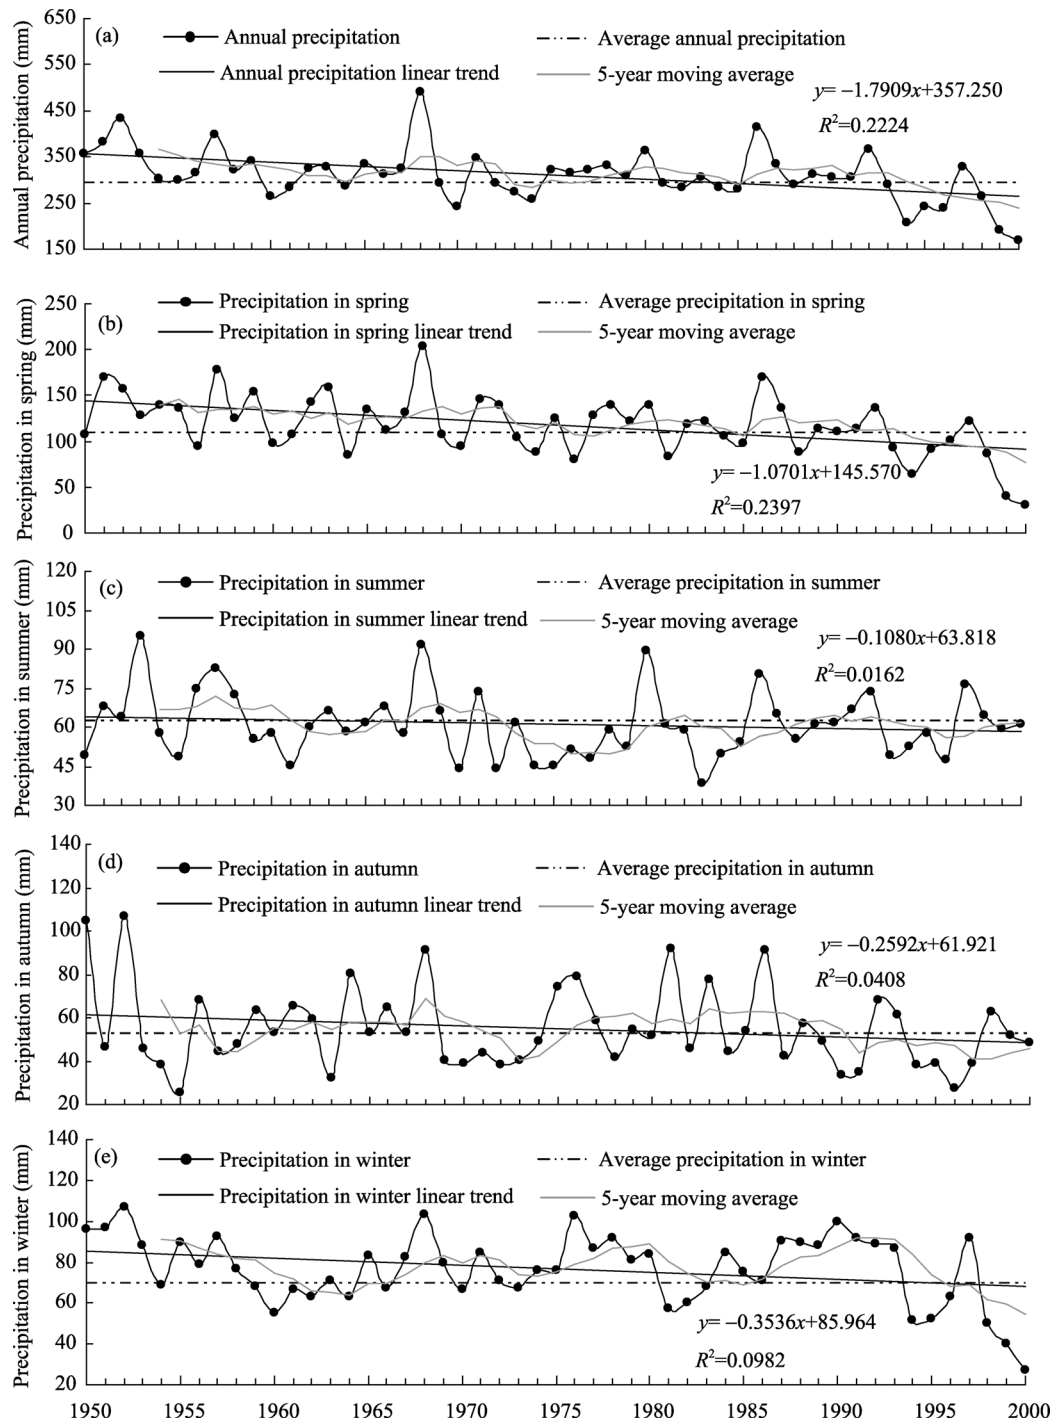 (a)
Annual precipitation
Average annual precipitation
Annual precipitation linear trend
5-year moving average
y= −1.7909x+357.250
R²=0.2224
Annual precipitation (mm)
650
550
450
350
250
150
(b)
Precipitation in spring
Average precipitation in spring
Precipitation in spring linear trend
5-year moving average
y= −1.0701x+145.570
R²=0.2397
Precipitation in spring (mm)
250
200
150
100
50
0
(c)
Precipitation in summer
Average precipitation in summer
Precipitation in summer linear trend
5-year moving average
y= −0.1080x+63.818
R²=0.0162
Precipitation in summer (mm)
120
105
90
75
60
45
30
(d)
Precipitation in autumn
Average precipitation in autumn
Precipitation in autumn linear trend
5-year moving average
y= −0.2592x+61.921
R²=0.0408
Precipitation in autumn (mm)
140
120
100
80
60
40
20
(e)
Precipitation in winter
Average precipitation in winter
Precipitation in winter linear trend
5-year moving average
y= −0.3536x+85.964
R²=0.0982
Precipitation in winter (mm)
140
120
100
80
60
40
20
1950 1955 1960 1965 1970 1975 1980 1985 1990 1995 2000